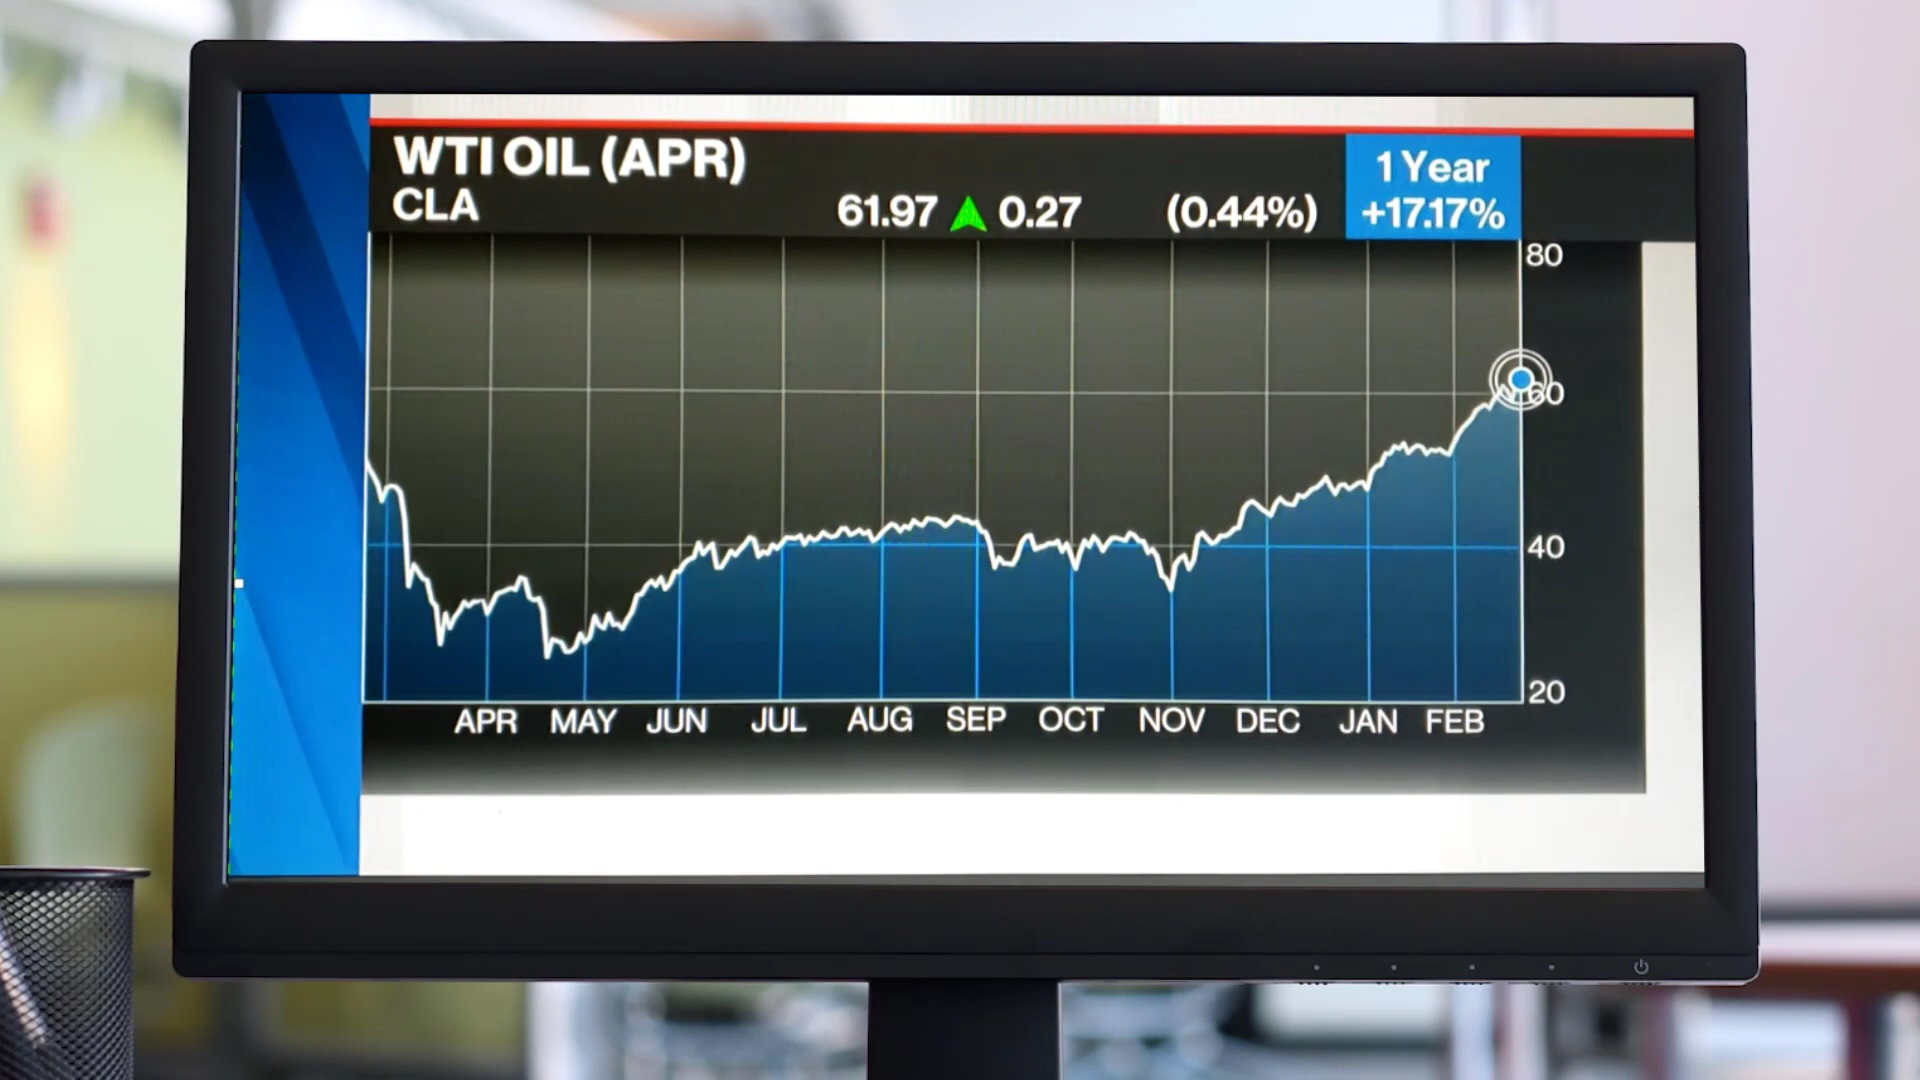 WTI OIL (APR)
CLA 61.97 ▲ 0.27 (0.44%)
1 Year
+17.17%
80
60
40
20
APR MAY JUN JUL AUG SEP OCT NOV DEC JAN FEB